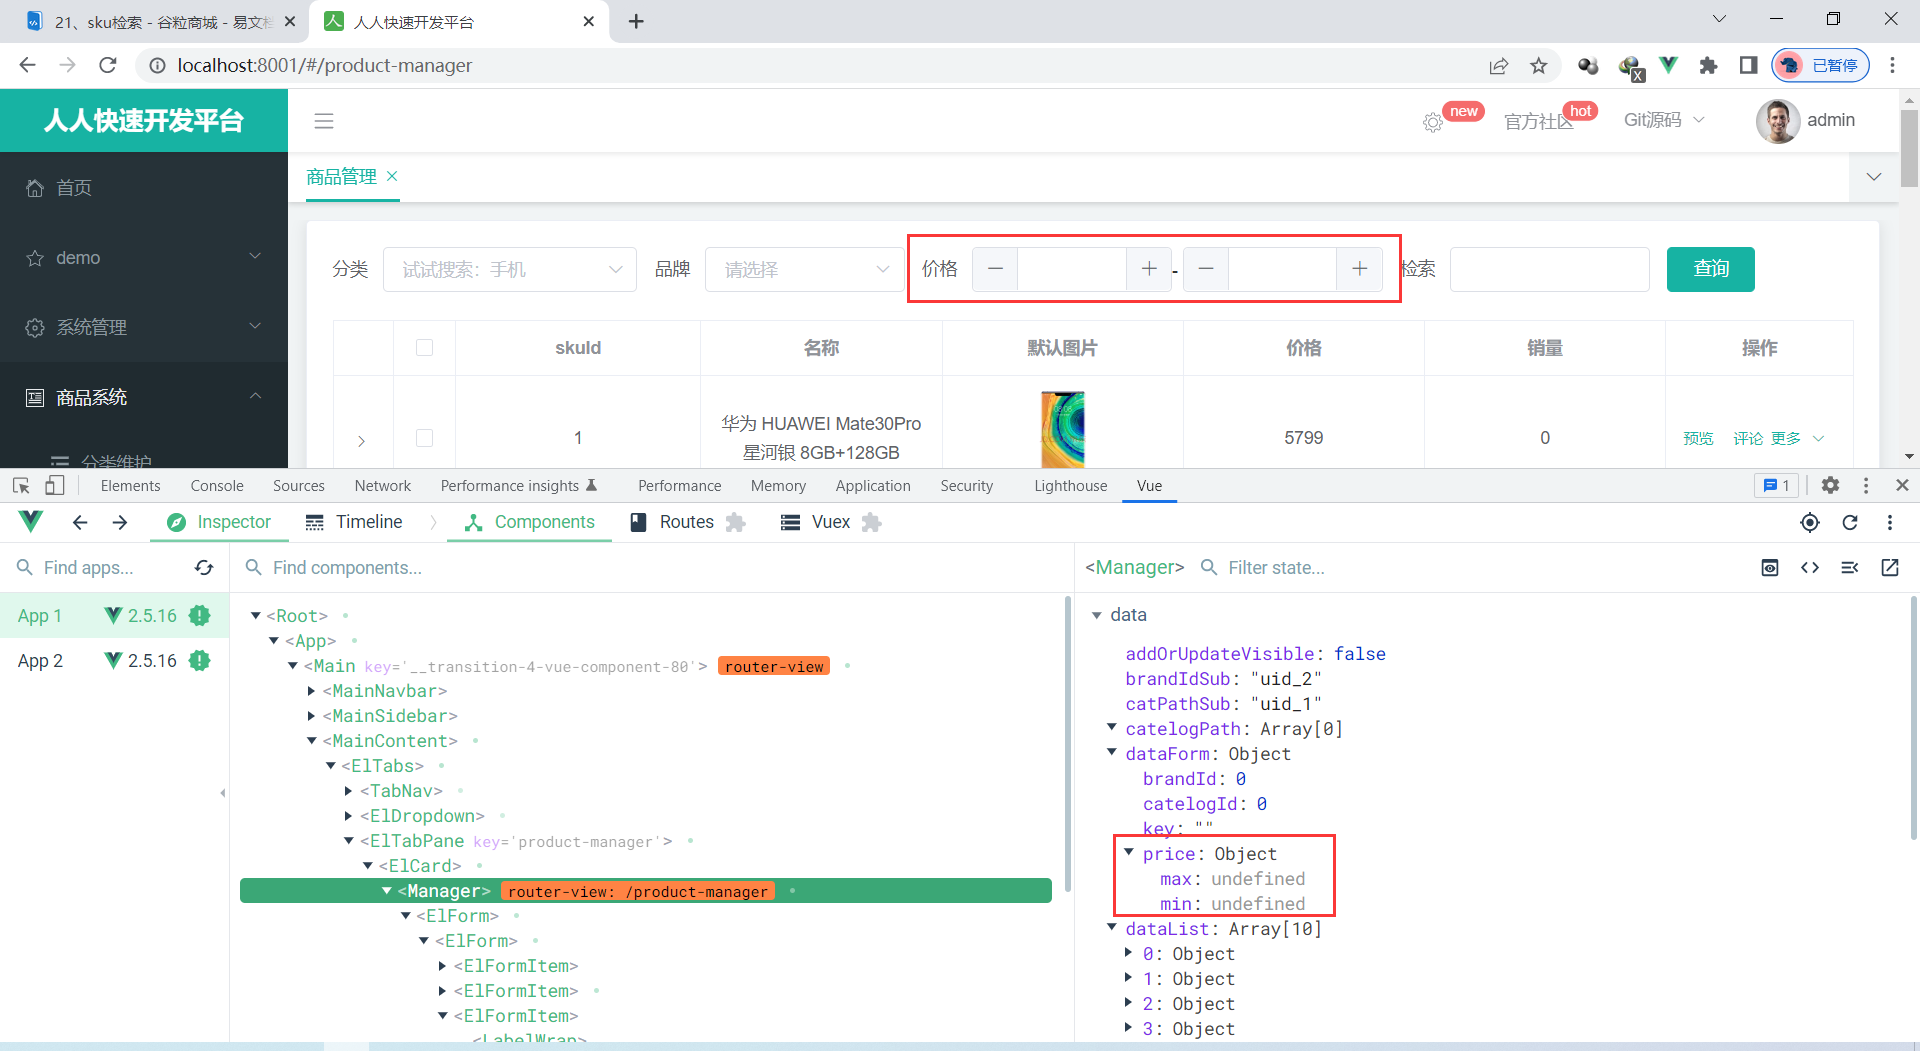 21、sku检索 - 谷粒商城 - 易文档
人人快速开发平台
localhost:8001/#/product-manager
已暂停
人人快速开发平台
new
官方社区
hot
Git源码
admin
首页
商品管理
demo
系统管理
商品系统
分类维护
分类
试试搜索：手机
品牌
请选择
价格
-
检索
查询
skuId
名称
默认图片
价格
销量
操作
1
华为 HUAWEI Mate30Pro
星河银 8GB+128GB
5799
0
预览
评论
更多
Elements
Console
Sources
Network
Performance insights
Performance
Memory
Application
Security
Lighthouse
Vue
1
Inspector
Timeline
Components
Routes
Vuex
Find apps...
Find components...
<Manager>
Filter state...
App 1
2.5.16
App 2
2.5.16
<Root>
<App>
<Main key='__transition-4-vue-component-80'> router-view
<MainNavbar>
<MainSidebar>
<MainContent>
<ElTabs>
<TabNav>
<ElDropdown>
<ElTabPane key='product-manager'>
<ElCard>
<Manager> router-view: /product-manager
<ElForm>
<ElForm>
<ElFormItem>
<ElFormItem>
<ElFormItem>
<LabelWrap>
data
addOrUpdateVisible: false
brandIdSub: "uid_2"
catPathSub: "uid_1"
catelogPath: Array[0]
dataForm: Object
brandId: 0
catelogId: 0
key: ""
price: Object
max: undefined
min: undefined
dataList: Array[10]
0: Object
1: Object
2: Object
3: Object